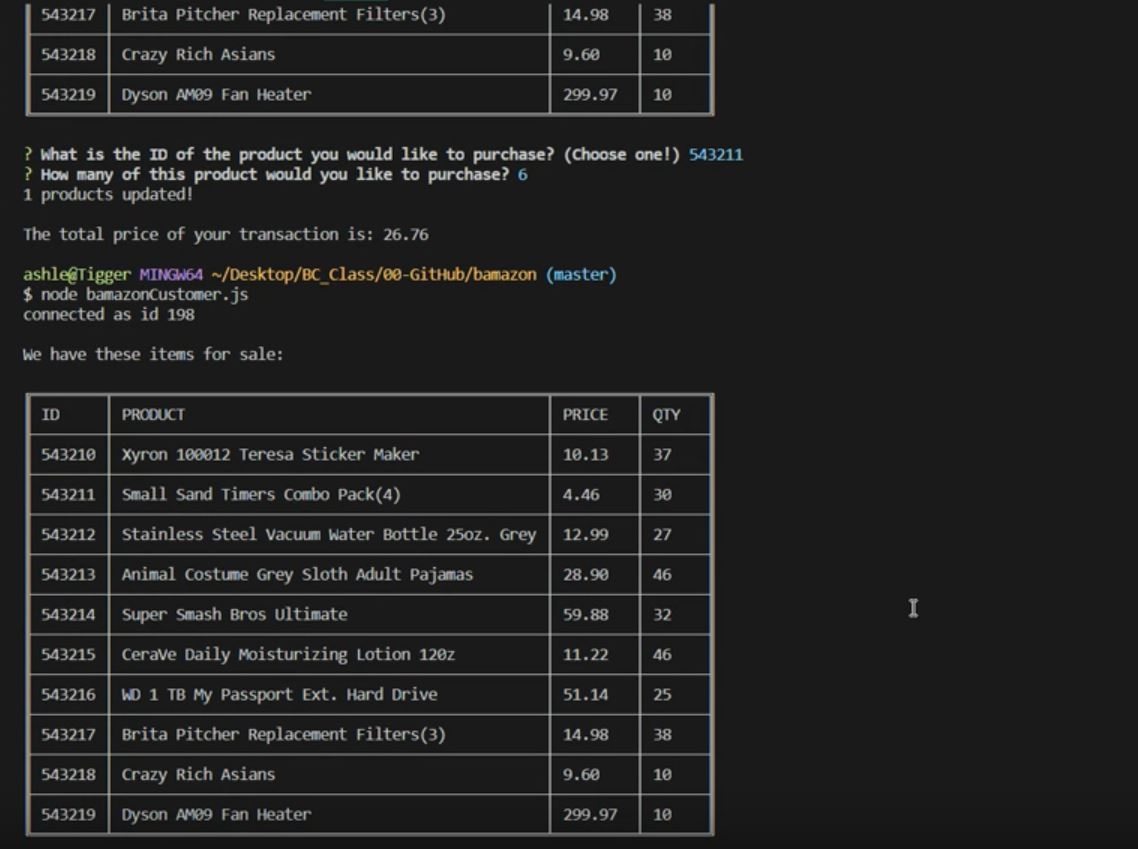 543217 Brita Pitcher Replacement Filters(3) 14.98 38
543218 Crazy Rich Asians 9.60 10
543219 Dyson AM09 Fan Heater 299.97 10
? What is the ID of the product you would like to purchase? (Choose one!) 543211
? How many of this product would you like to purchase? 6
1 products updated!
The total price of your transaction is: 26.76
ashle@Tigger MINGW64 ~/Desktop/BC_Class/00-GitHub/bamazon (master)
$ node bamazonCustomer.js
connected as id 198
We have these items for sale:
ID PRODUCT PRICE QTY
543210 Xyron 100012 Teresa Sticker Maker 10.13 37
543211 Small Sand Timers Combo Pack(4) 4.46 30
543212 Stainless Steel Vacuum Water Bottle 25oz. Grey 12.99 27
543213 Animal Costume Grey Sloth Adult Pajamas 28.90 46
543214 Super Smash Bros Ultimate 59.88 32
543215 CeraVe Daily Moisturizing Lotion 12Oz 11.22 46
543216 WD 1 TB My Passport Ext. Hard Drive 51.14 25
543217 Brita Pitcher Replacement Filters(3) 14.98 38
543218 Crazy Rich Asians 9.60 10
543219 Dyson AM09 Fan Heater 299.97 10